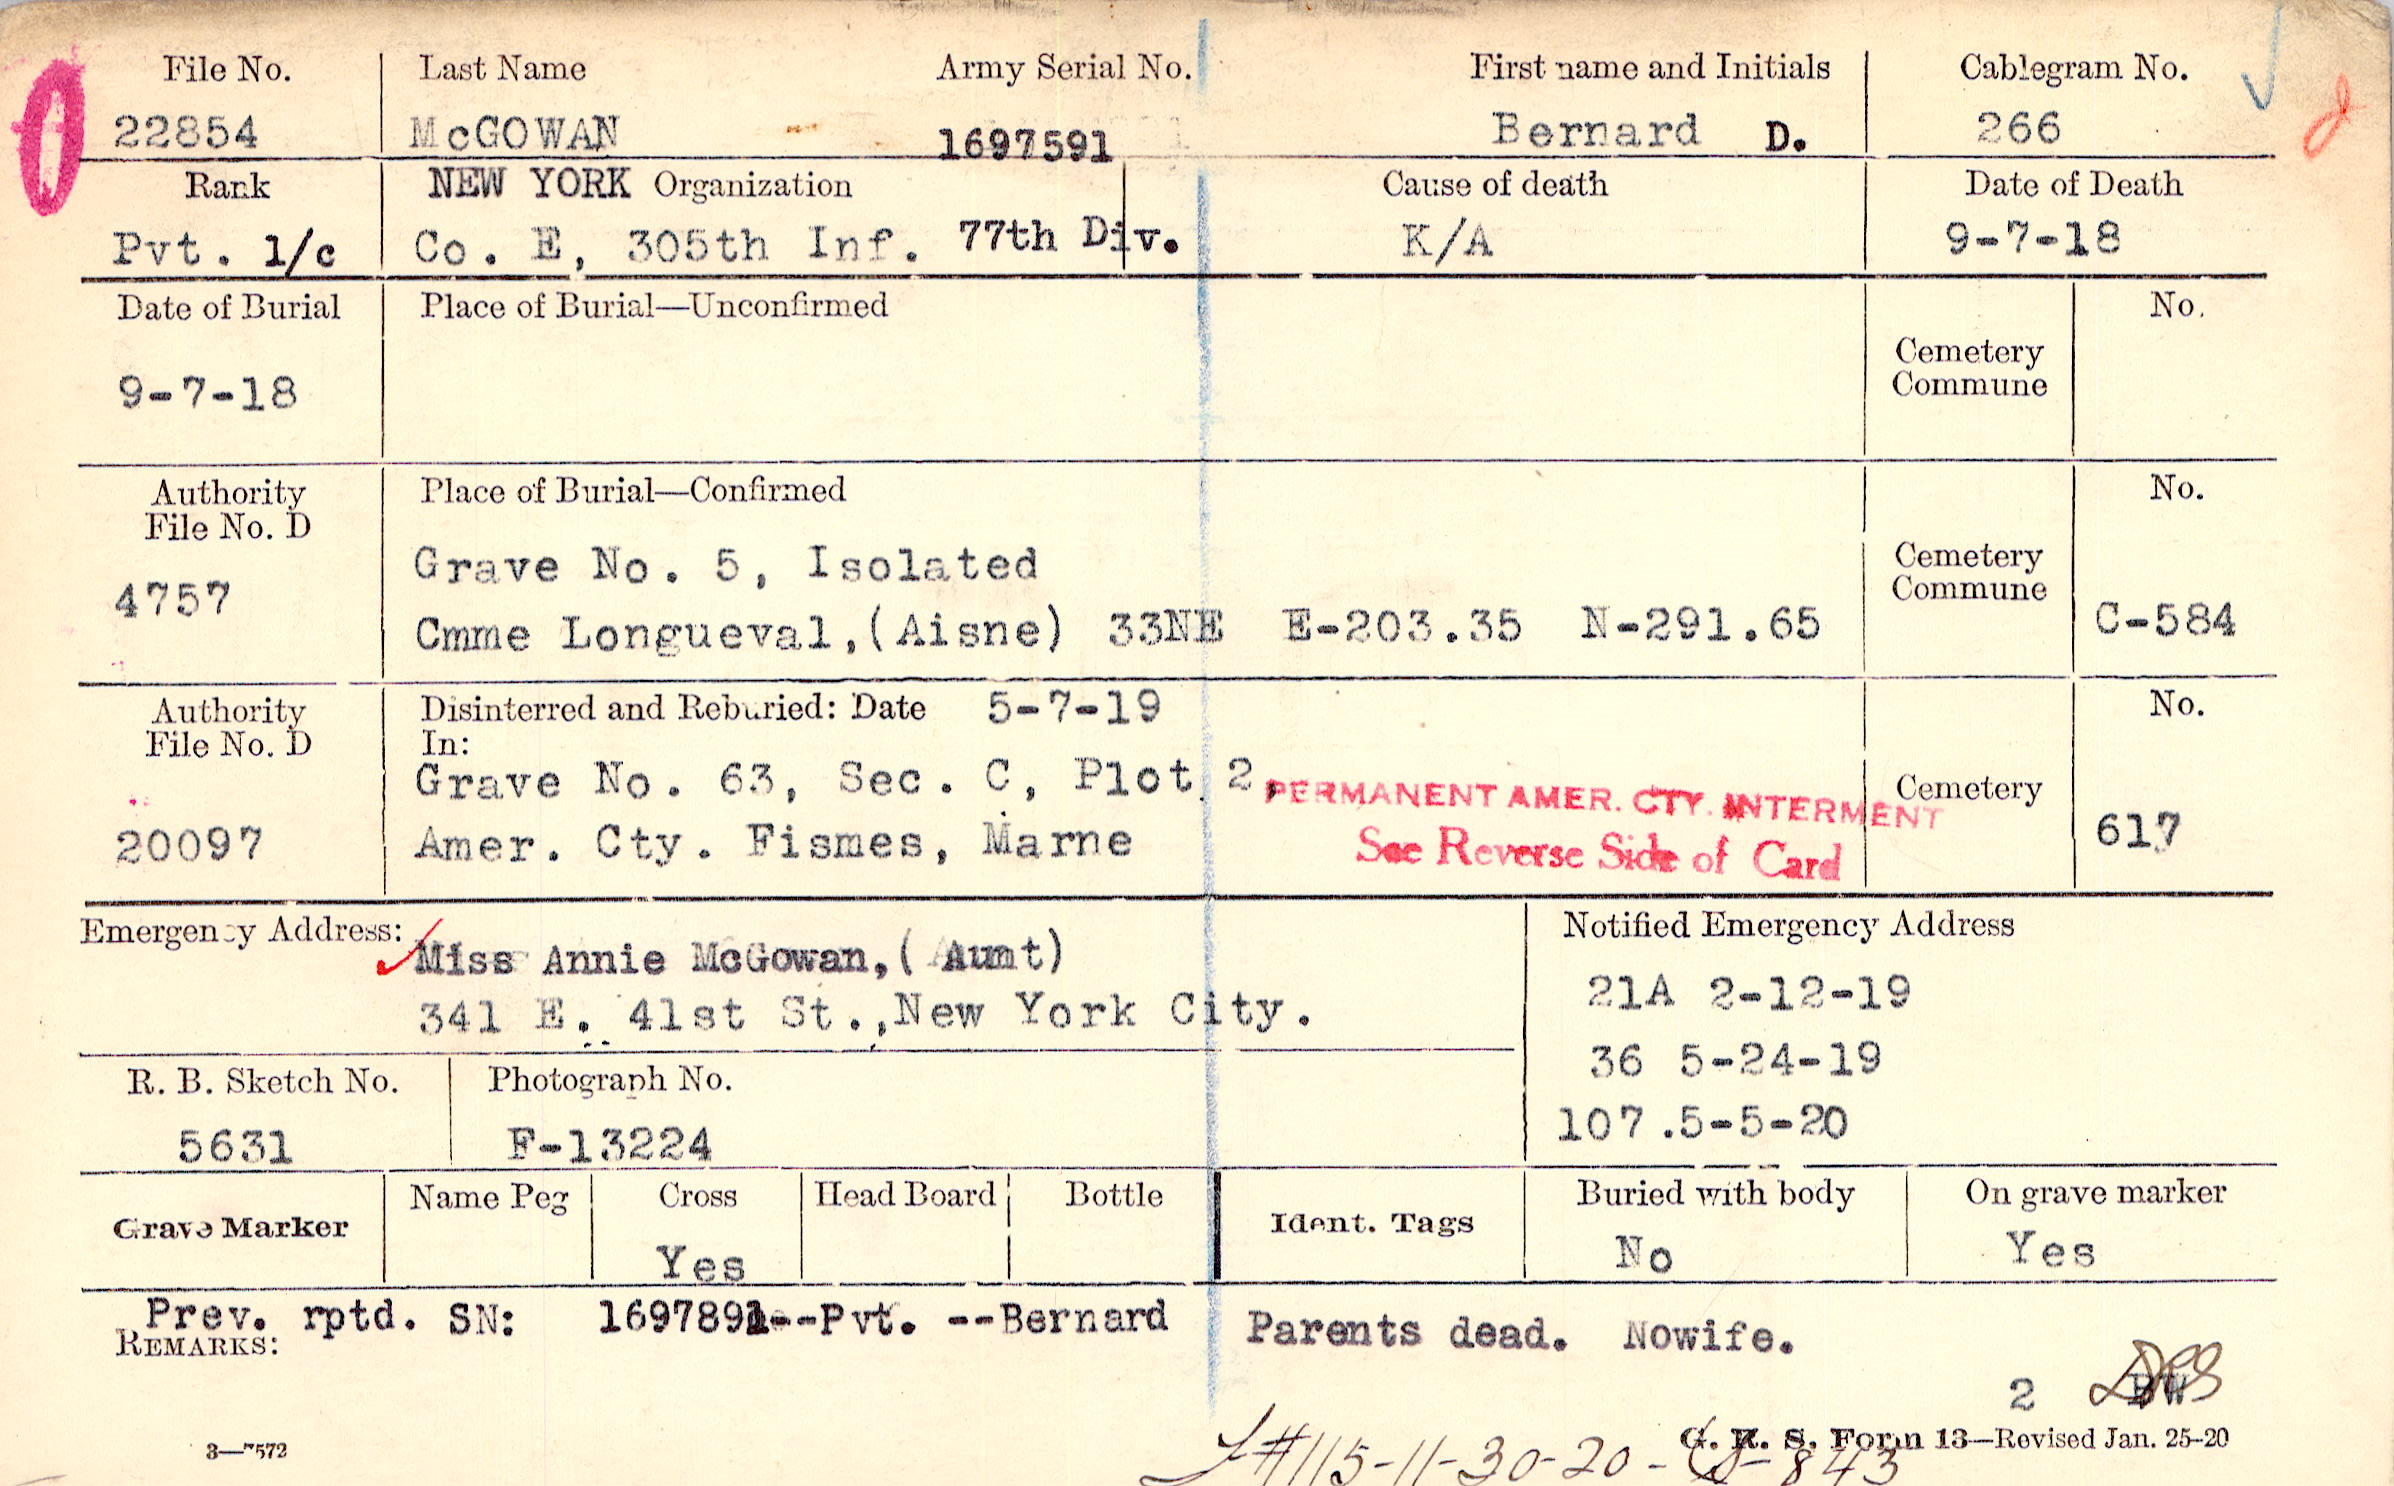 File No. Last Name Army Serial No. First name and Initials Cablegram No.
22854 McGOWAN 1697591 Bernard D. 266
Rank NEW YORK Organization Cause of death Date of Death
Pvt. 1/c Co. E, 305th Inf. 77th Div. K/A 9-7-18
Date of Burial Place of Burial—Unconfirmed No.
Cemetery
Commune
9-7-18
Authority Place of Burial—Confirmed No.
File No. D
Grave No. 5, Isolated Cemetery
Commune
4757 Cmme Longueval,(Aisne) 33NE E-203.35 N-291.65 C-584
Authority Disinterred and Reburied: Date 5-7-19 No.
File No. D In:
Grave No. 63, Sec. C, Plot 2, PERMANENT AMER. CTY. INTERMENT Cemetery
20097 Amer. Cty. Fismes, Marne See Reverse Side of Card 617
Emergency Address: Notified Emergency Address
Miss Annie McGowan,(Aunt)
341 E. 41st St.,New York City.
21A 2-12-19
36 5-24-19
107.5-5-20
R. B. Sketch No. Photograph No.
5631 F-13224
Grave Marker Name Peg Cross Head Board Bottle Ident. Tags Buried with body On grave marker
Yes No Yes
Prev. rptd. SN: 1697891--Pvt. --Bernard Parents dead. Nowife.
REMARKS:
2
3—7572 G. R. S. Form 13—Revised Jan. 25-20
#115-11-30-20- 843